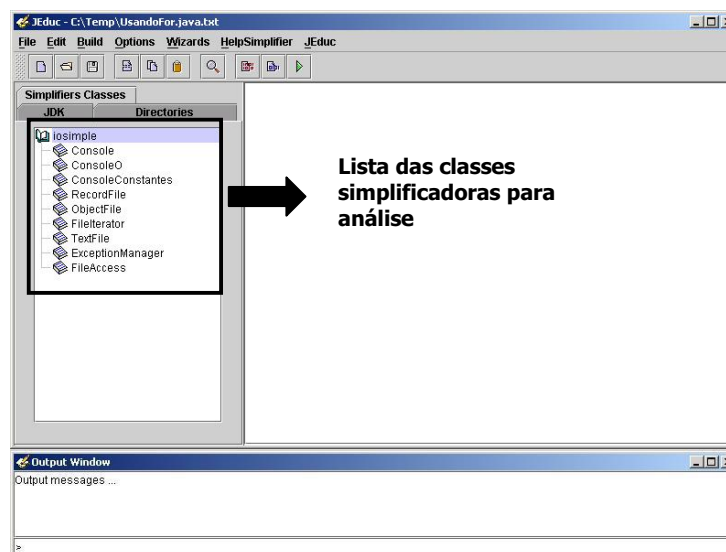 JEduc - C:\Temp\UsandoFor.java.txt
File Edit Build Options Wizards HelpSimplifier JEduc
Simplifiers Classes
JDK Directories
iosimple
Console
ConsoleO
ConsoleConstantes
RecordFile
ObjectFile
FileIterator
TextFile
ExceptionManager
FileAccess
Lista das classes
simplificadoras para
análise
Output Window
Output messages ...
>